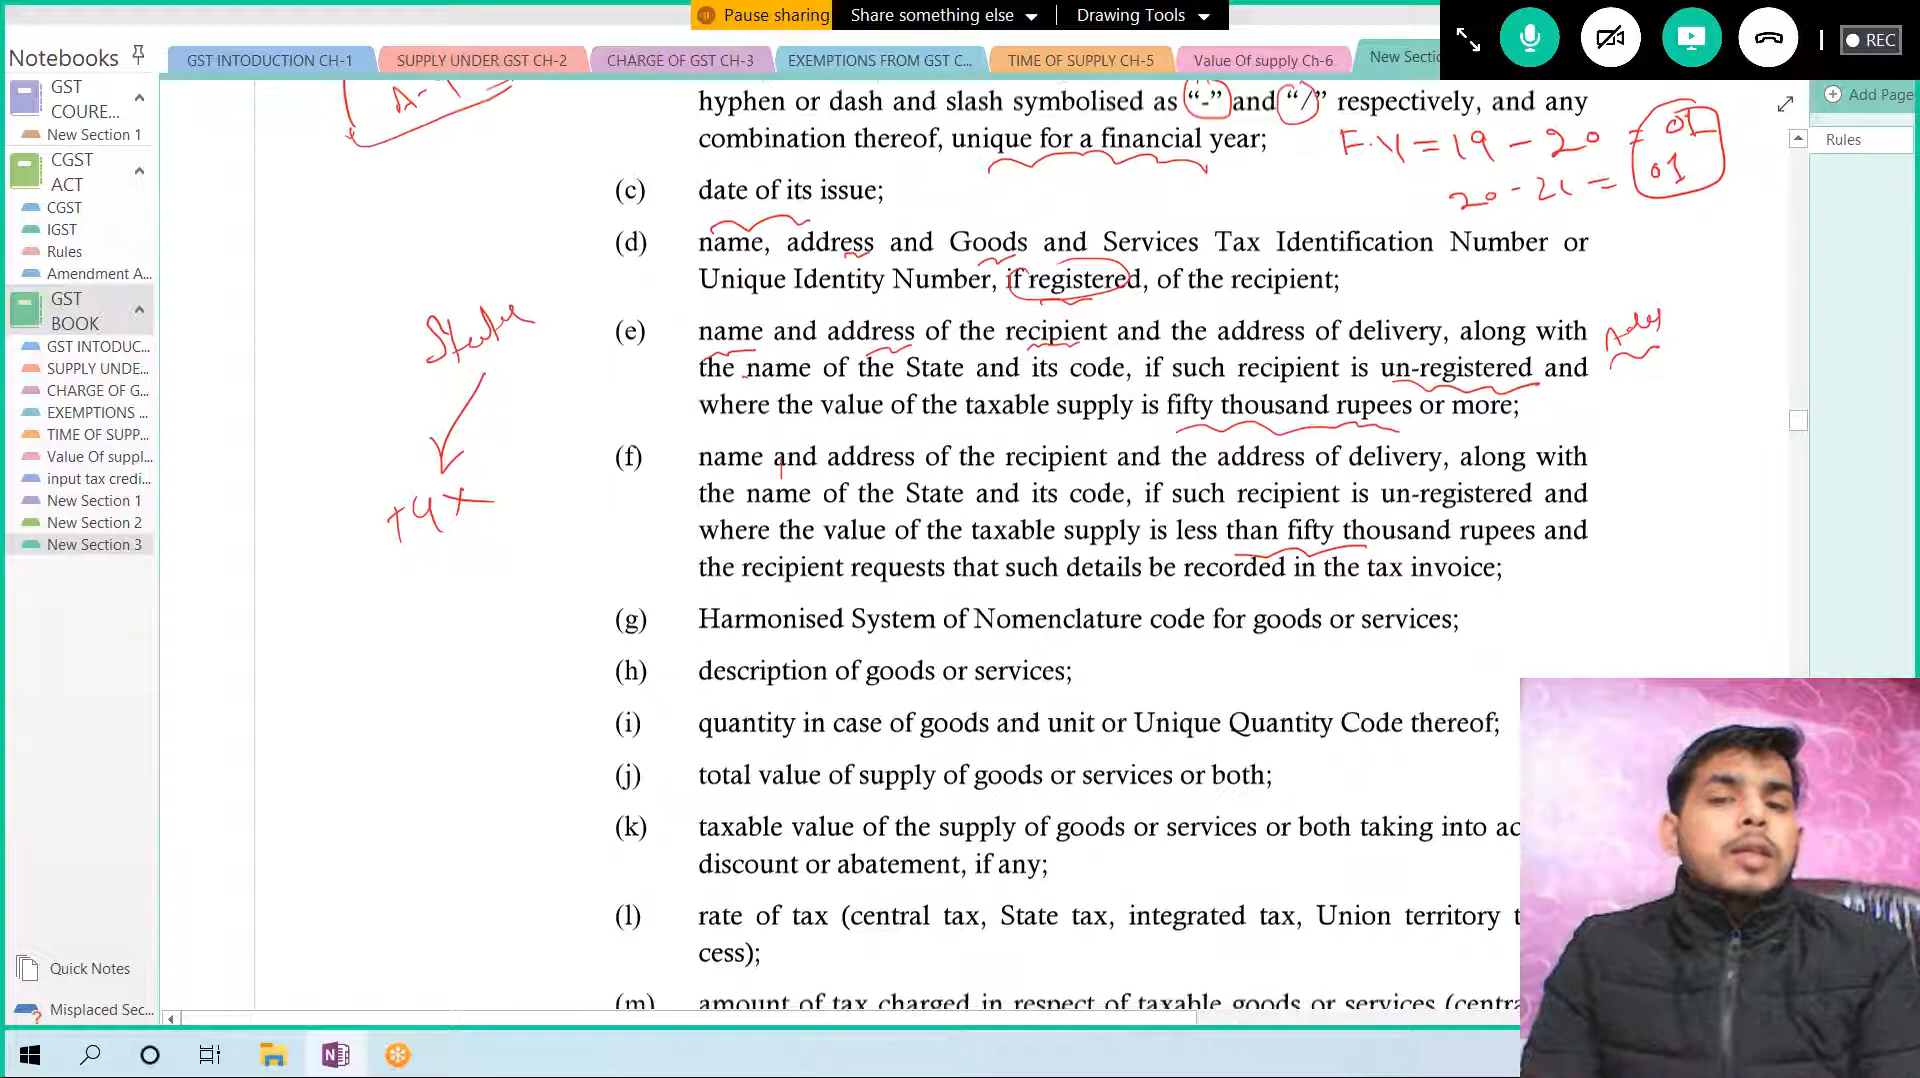 Pause sharing
Share something else
Drawing Tools
REC
Notebooks
GST INTODUCTION CH-1
SUPPLY UNDER GST CH-2
CHARGE OF GST CH-3
EXEMPTIONS FROM GST C...
TIME OF SUPPLY CH-5
Value Of supply Ch-6
New Sectio
Add Page
Rules
GST
COURE...
New Section 1
CGST
ACT
CGST
IGST
Rules
Amendment A...
GST
BOOK
GST INTODUC...
SUPPLY UNDE...
CHARGE OF G...
EXEMPTIONS ...
TIME OF SUPP...
Value Of suppl...
input tax credi...
New Section 1
New Section 2
New Section 3
Quick Notes
Misplaced Sec...
hyphen or dash and slash symbolised as “-” and “/” respectively, and any
combination thereof, unique for a financial year;
F.Y = 19 - 20 = 01
20 - 21 = 01
(c) date of its issue;
(d) name, address and Goods and Services Tax Identification Number or
Unique Identity Number, if registered, of the recipient;
(e) name and address of the recipient and the address of delivery, along with
the name of the State and its code, if such recipient is un-registered and
where the value of the taxable supply is fifty thousand rupees or more;
(f) name and address of the recipient and the address of delivery, along with
the name of the State and its code, if such recipient is un-registered and
where the value of the taxable supply is less than fifty thousand rupees and
the recipient requests that such details be recorded in the tax invoice;
(g) Harmonised System of Nomenclature code for goods or services;
(h) description of goods or services;
(i) quantity in case of goods and unit or Unique Quantity Code thereof;
(j) total value of supply of goods or services or both;
(k) taxable value of the supply of goods or services or both taking into ac
discount or abatement, if any;
(l) rate of tax (central tax, State tax, integrated tax, Union territory t
cess);
(m) amount of tax charged in respect of taxable goods or services (centra